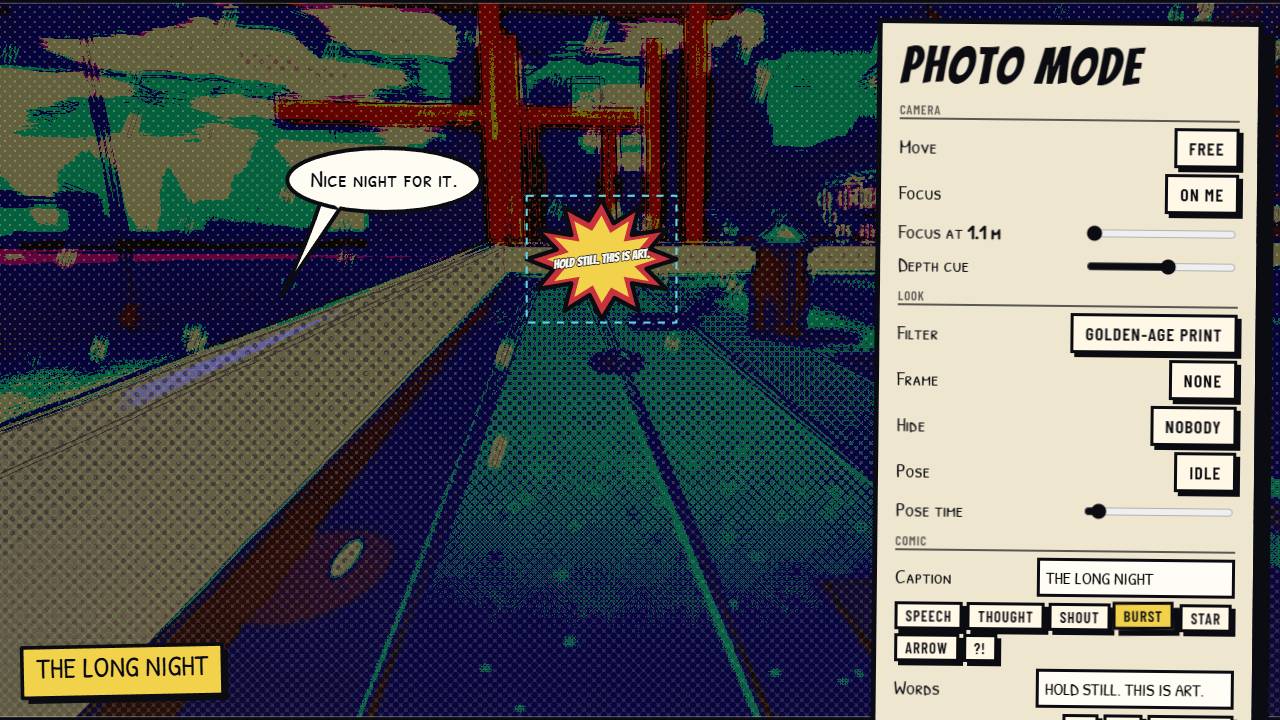 PHOTO MODE
CAMERA
MOVE FREE
FOCUS ON ME
FOCUS AT 1.1 M
DEPTH CUE
LOOK
FILTER GOLDEN-AGE PRINT
FRAME NONE
HIDE NOBODY
POSE IDLE
POSE TIME
COMIC
CAPTION THE LONG NIGHT
SPEECH THOUGHT SHOUT BURST STAR
ARROW ?!
WORDS HOLD STILL. THIS IS ART.
NICE NIGHT FOR IT.
HOLD STILL. THIS IS ART.
THE LONG NIGHT